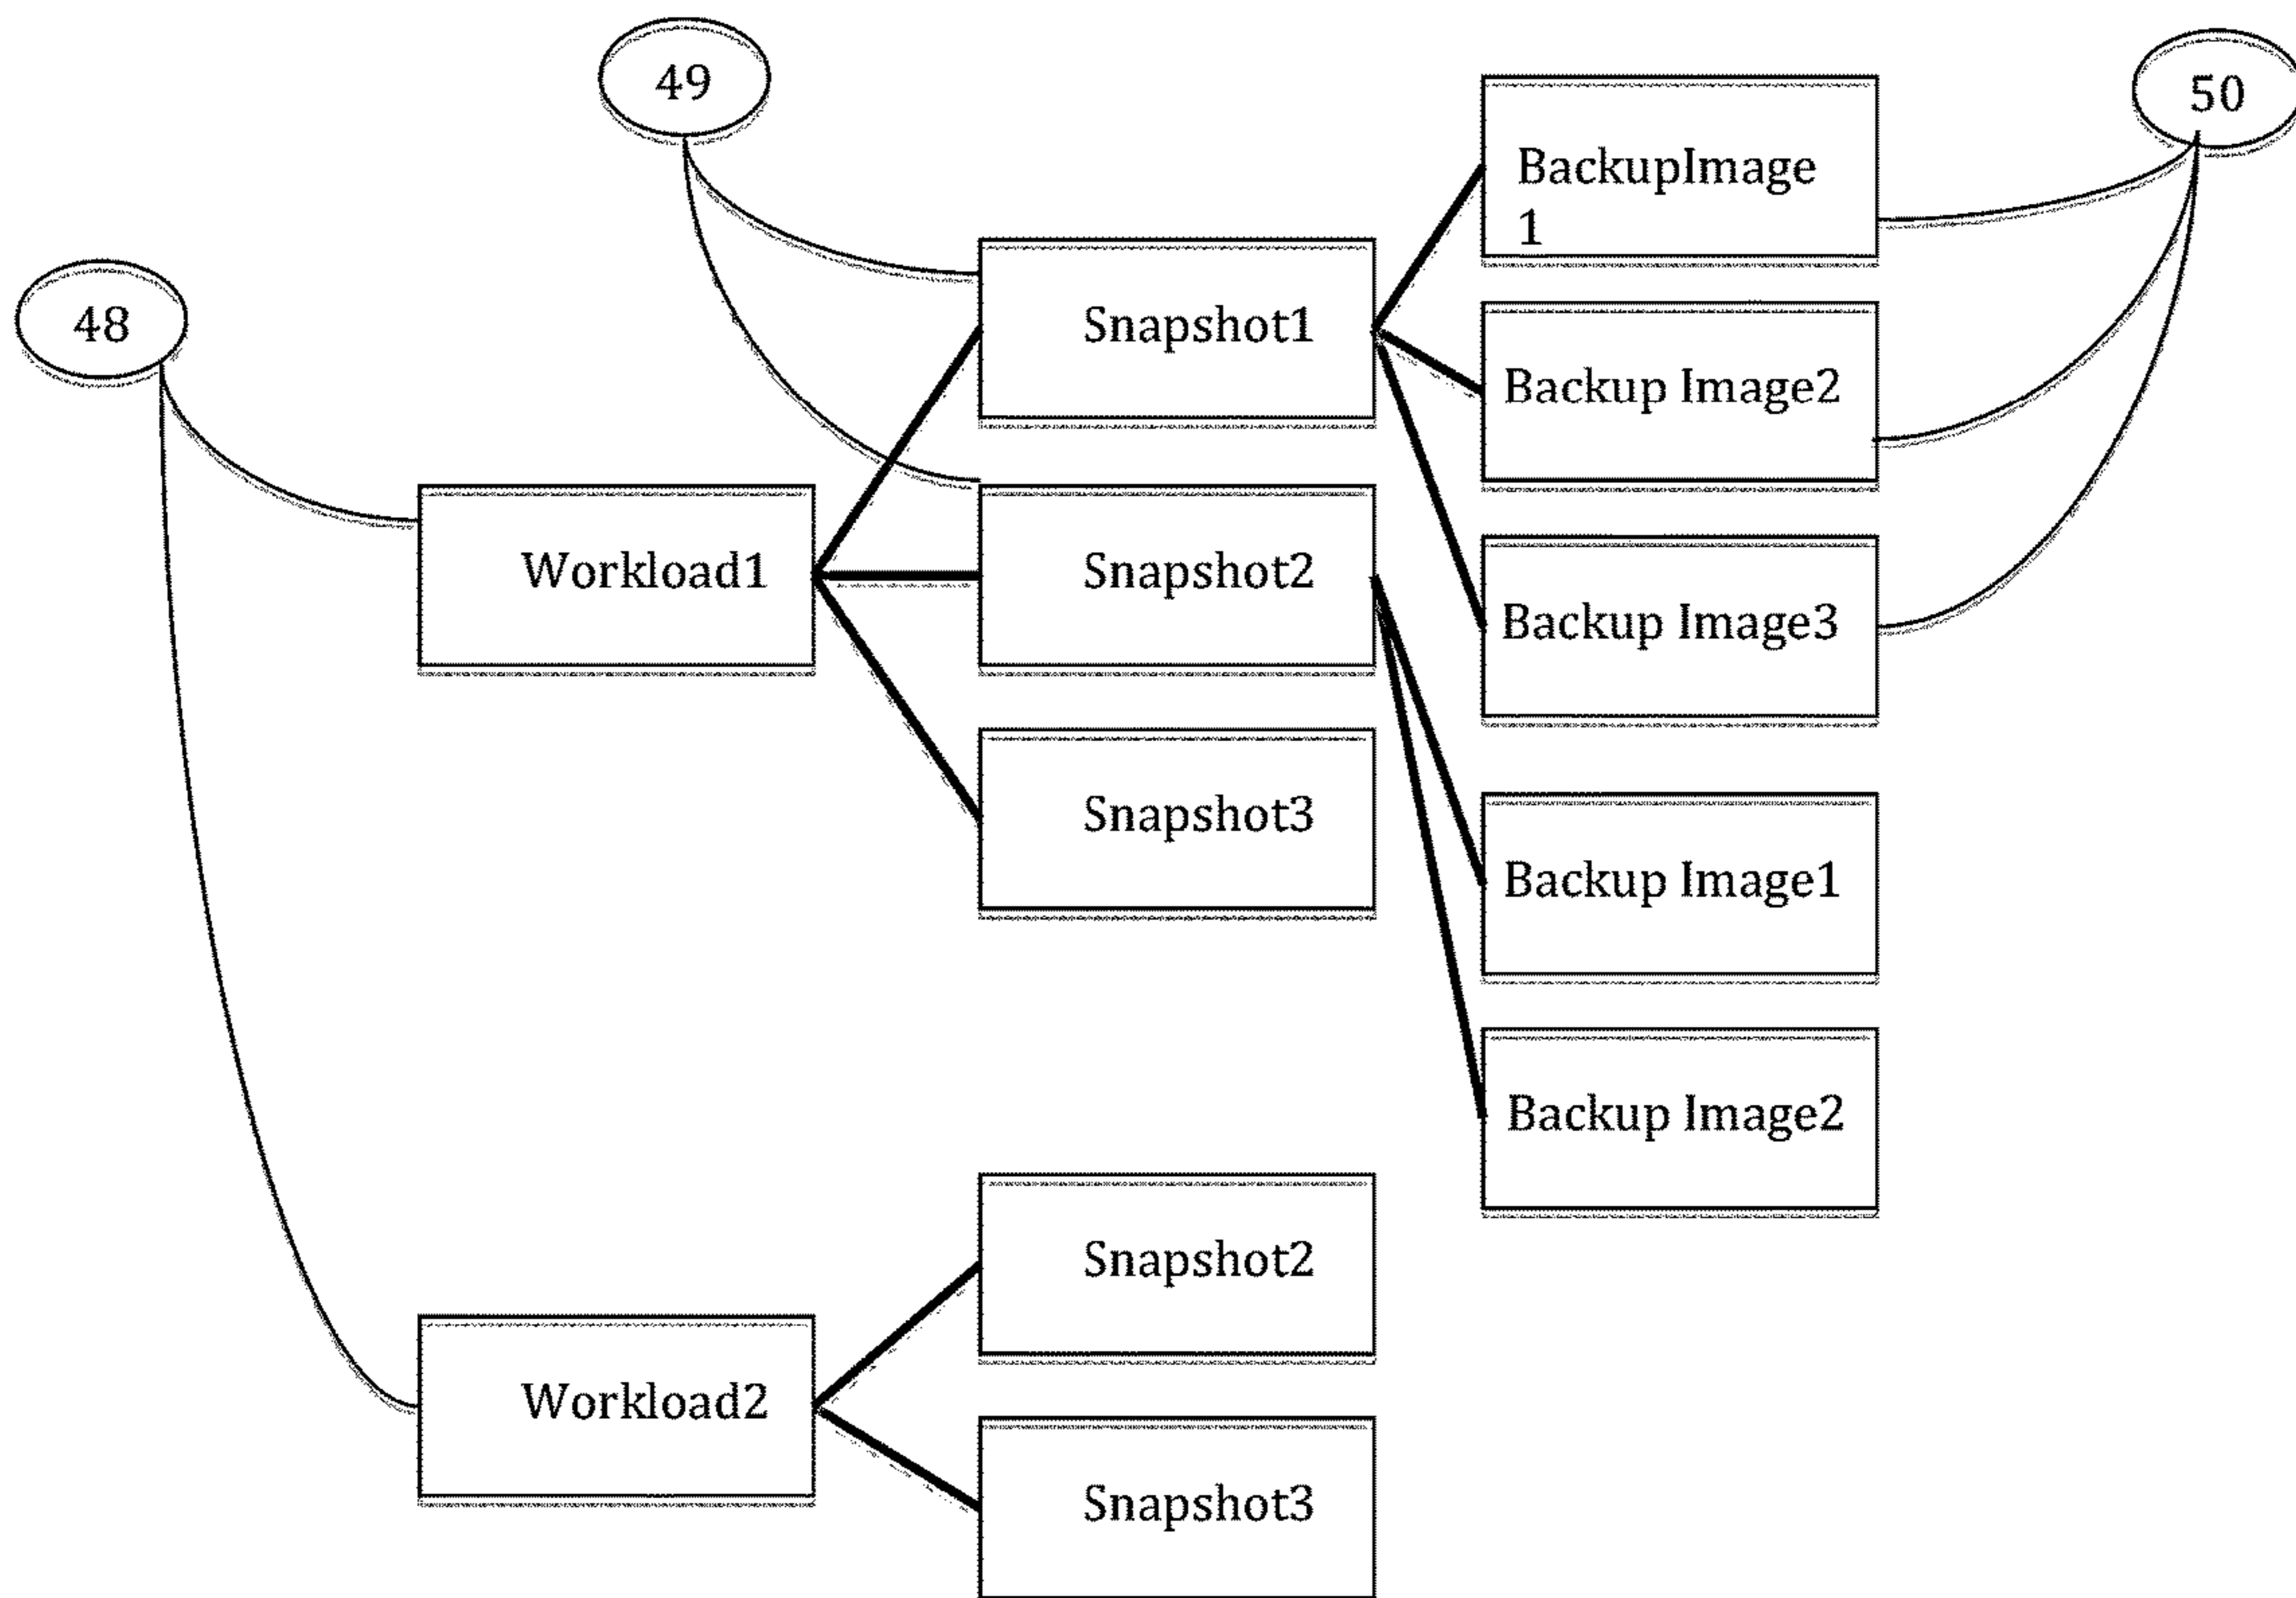 49
50
BackupImage
1
48
Snapshot1
Backup Image2
Workload1
Snapshot2
Backup Image3
Snapshot3
Backup Image1
Backup Image2
Snapshot2
Workload2
Snapshot3